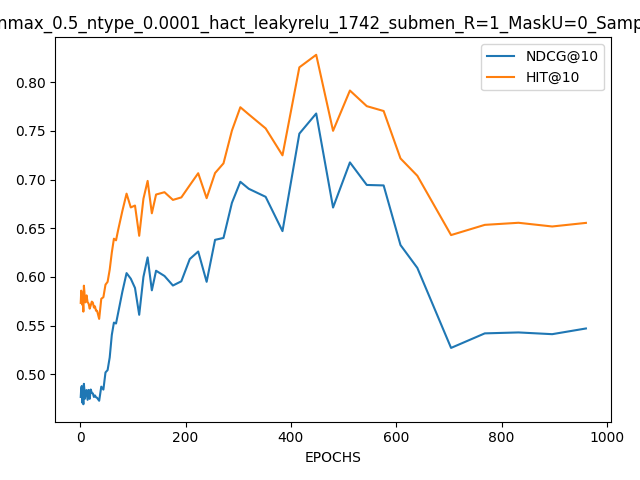 nmax_0.5_ntype_0.0001_hact_leakyrelu_1742_submen_R=1_MaskU=0_Samp
NDCG@10
HIT@10
0.80
0.75
0.70
0.65
0.60
0.55
0.50
0 200 400 600 800 1000
EPOCHS